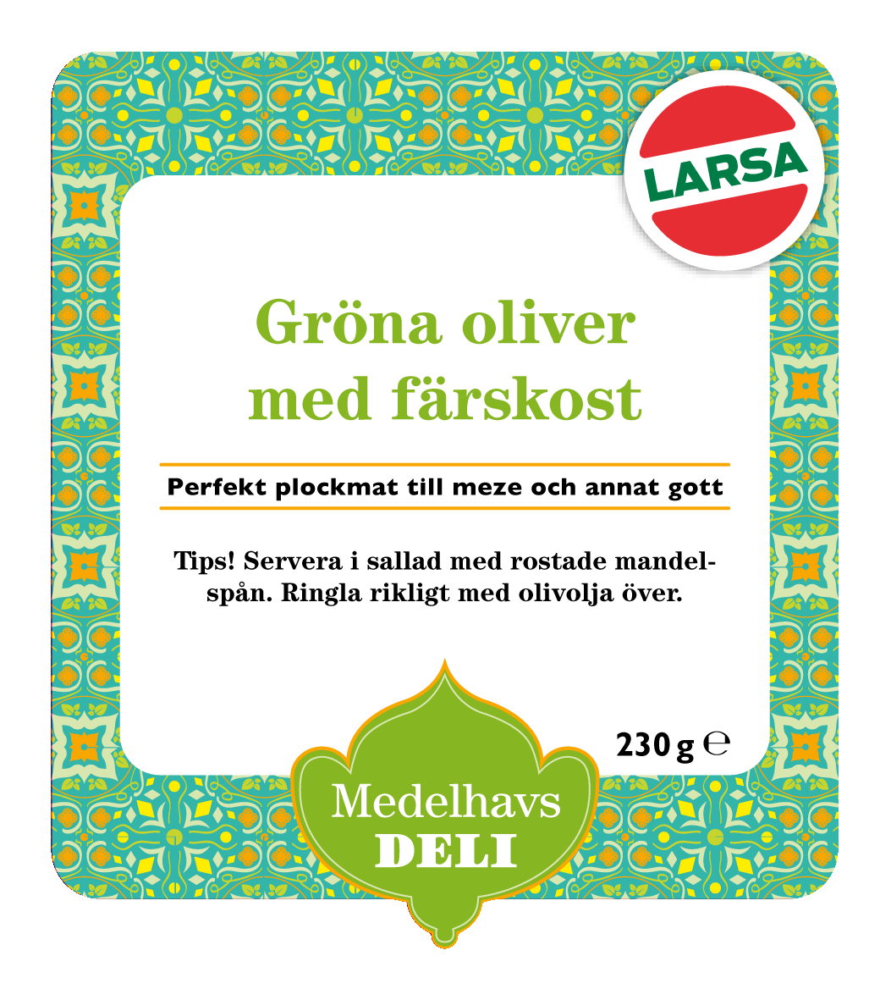 LARSA
Gröna oliver
med färskost
Perfekt plockmat till meze och annat gott
Tips! Servera i sallad med rostade mandel-
spån. Ringla rikligt med olivolja över.
230 g ℮
Medelhavs
DELI